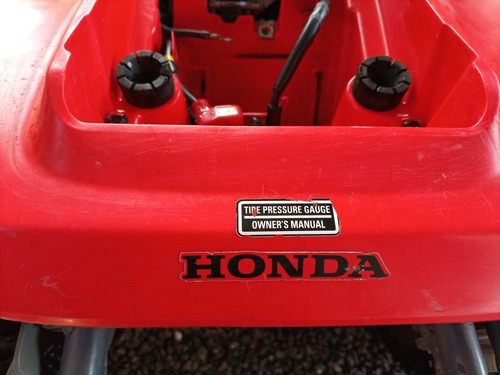 TIRE PRESSURE GAUGE
OWNER'S MANUAL
HONDA